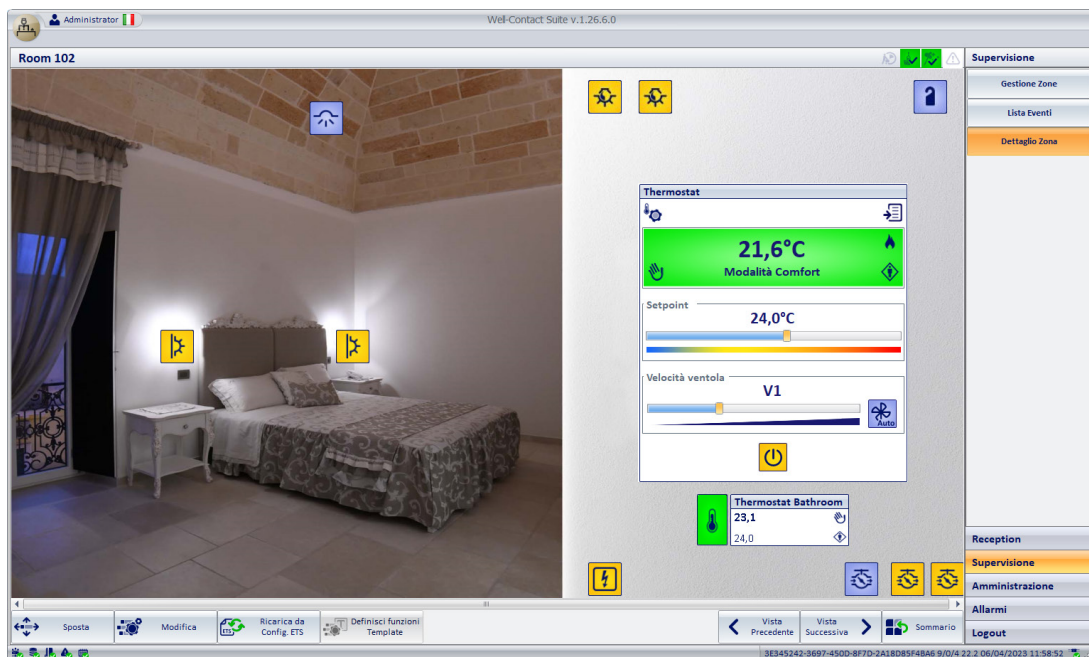 Administrator
Well-Contact Suite v.1.26.6.0
Room 102
Supervisione
Gestione Zone
Lista Eventi
Dettaglio Zona
Thermostat
21,6°C
Modalità Comfort
Setpoint
24,0°C
Velocità ventola
V1
Auto
Thermostat Bathroom
23,1
24,0
Reception
Supervisione
Amministrazione
Allarmi
Logout
Sposta
Modifica
ETS
Ricarica da
Config. ETS
T
Definisci funzioni
Template
Vista
Precedente
Vista
Successiva
Sommario
3E345242-3697-450D-8F7D-2A18D85F48A6 9/0/4 22.2 06/04/2023 11:58:52